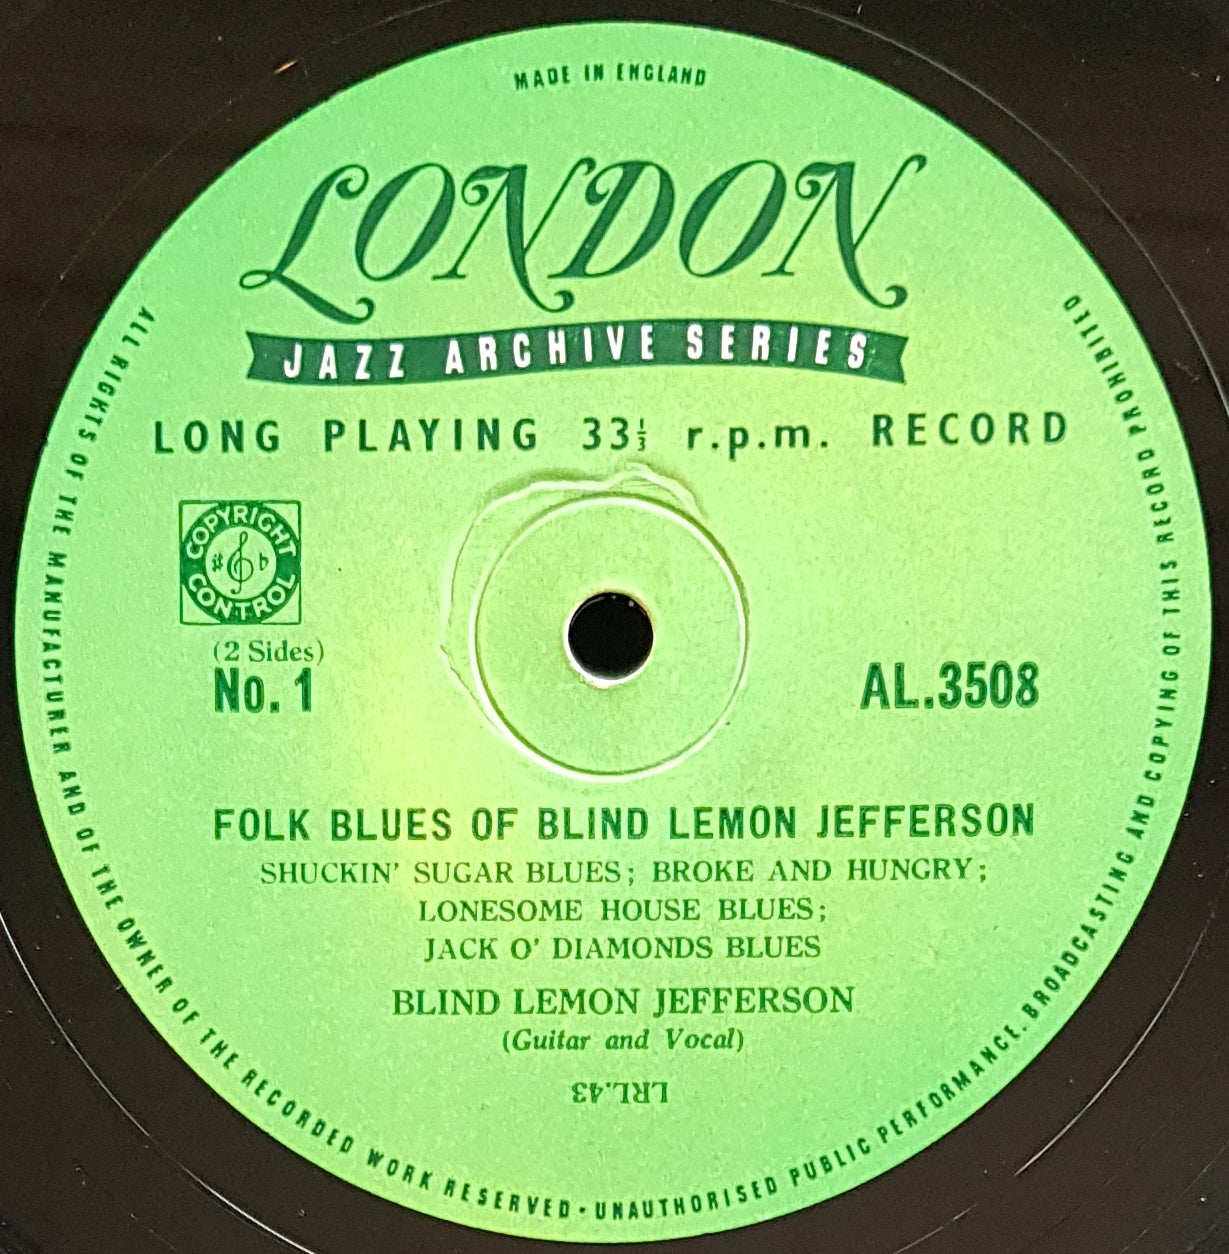 MADE IN ENGLAND
LONDON
JAZZ ARCHIVE SERIES
LONG PLAYING 33⅓ r.p.m. RECORD
COPYRIGHT CONTROL
(2 Sides)
No. 1
AL.3508
FOLK BLUES OF BLIND LEMON JEFFERSON
SHUCKIN' SUGAR BLUES; BROKE AND HUNGRY;
LONESOME HOUSE BLUES;
JACK O' DIAMONDS BLUES
BLIND LEMON JEFFERSON
(Guitar and Vocal)
LRL.43
ALL RIGHTS OF THE MANUFACTURER AND OF THE OWNER OF THE RECORDED WORK RESERVED · UNAUTHORISED PUBLIC PERFORMANCE. BROADCASTING AND COPYING OF THIS RECORD PROHIBITED